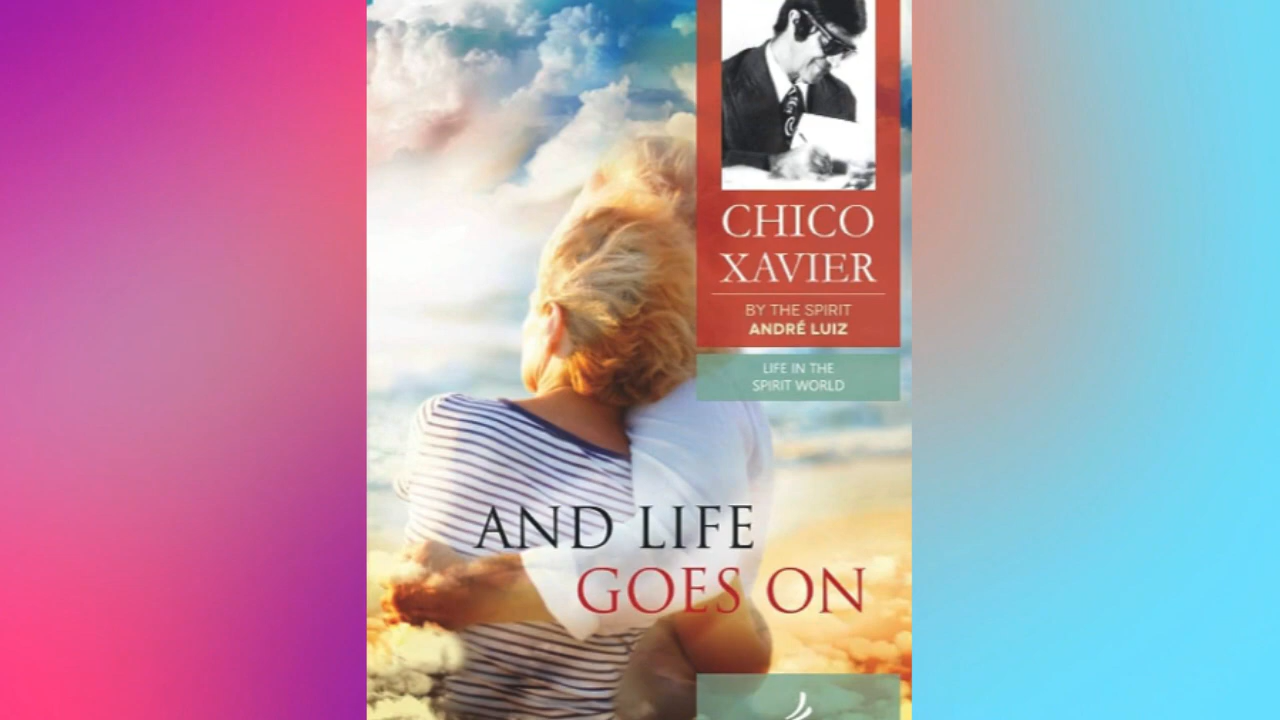 CHICO
XAVIER
BY THE SPIRIT
ANDRÉ LUIZ
LIFE IN THE
SPIRIT WORLD
AND LIFE
GOES ON